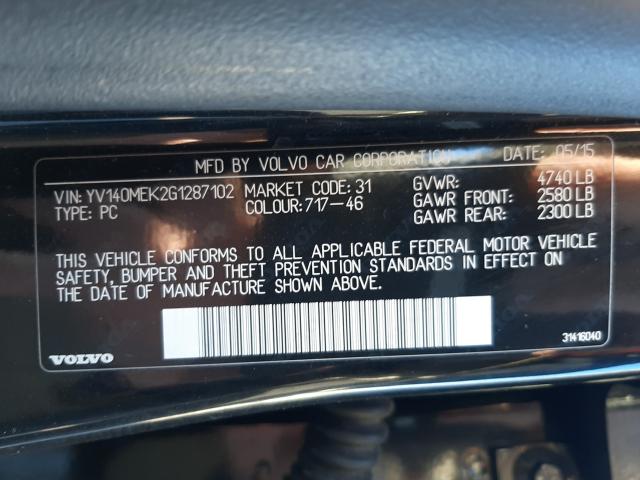 MFD BY VOLVO CAR CORPORATION DATE: 05/15
VIN: YV140MEK2G1287102 MARKET CODE: 31 GVWR: 4740 LB
TYPE: PC COLOUR: 717-46 GAWR FRONT: 2580 LB
GAWR REAR: 2300 LB
THIS VEHICLE CONFORMS TO ALL APPLICABLE FEDERAL MOTOR VEHICLE
SAFETY, BUMPER AND THEFT PREVENTION STANDARDS IN EFFECT ON
THE DATE OF MANUFACTURE SHOWN ABOVE.
VOLVO 31416040